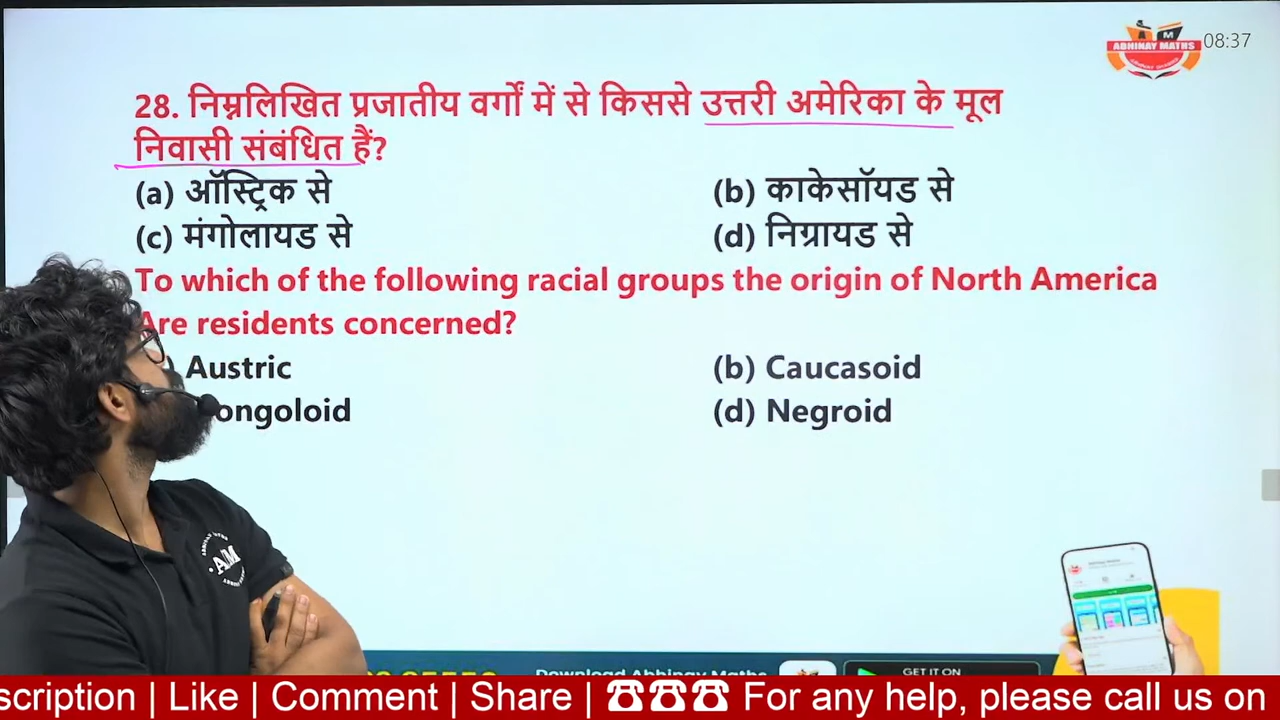 ABHINAY MATHS
08:37
28. निम्नलिखित प्रजातीय वर्गों में से किससे उत्तरी अमेरिका के मूल
निवासी संबंधित हैं?
(a) ऑस्ट्रिक से (b) काकेसॉयड से
(c) मंगोलायड से (d) निग्रायड से
To which of the following racial groups the origin of North America
Are residents concerned?
) Austric (b) Caucasoid
ongoloid (d) Negroid
AM
Download Abhinay Maths
GET IT ON
scription | Like | Comment | Share | ☎☎☎ For any help, please call us on